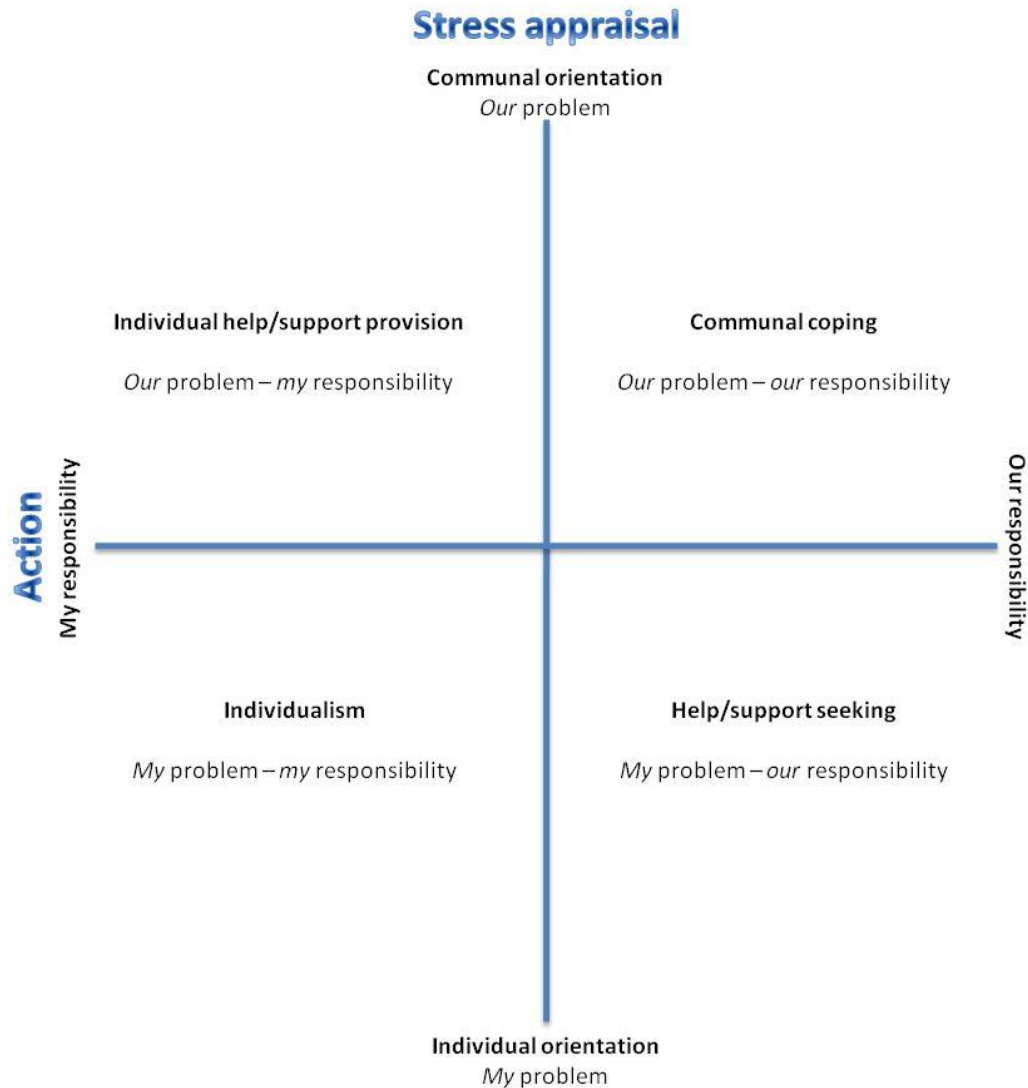 Stress appraisal
Communal orientation
Our problem
Individual help/support provision
Our problem – my responsibility
Communal coping
Our problem – our responsibility
Action
My responsibility
Our responsibility
Individualism
My problem – my responsibility
Help/support seeking
My problem – our responsibility
Individual orientation
My problem